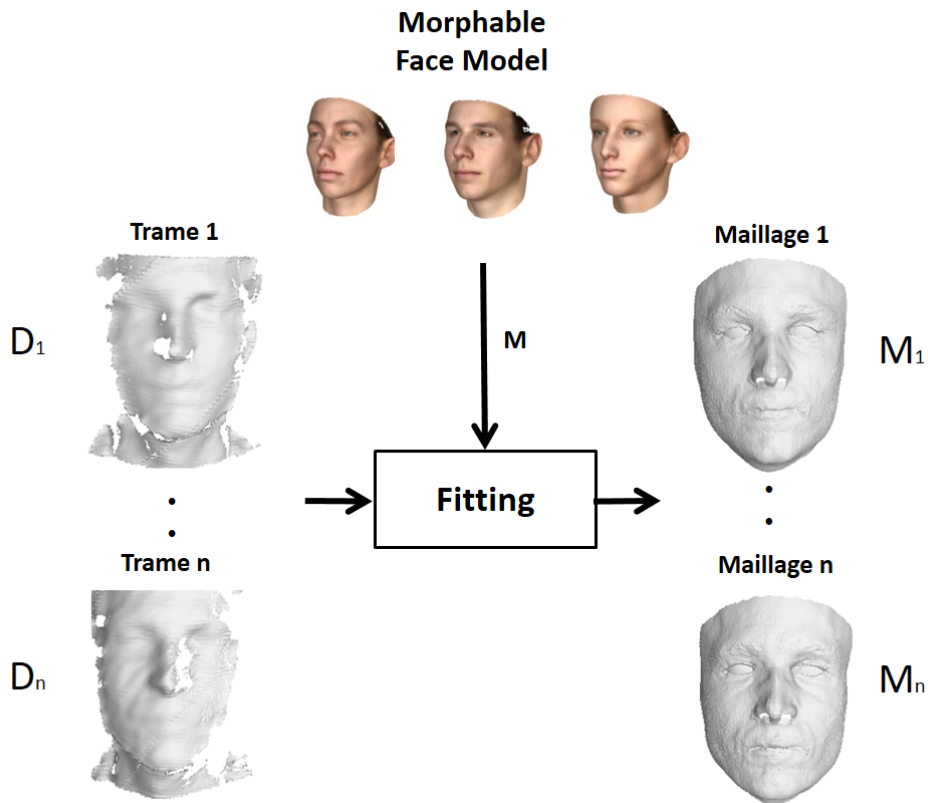 Morphable
Face Model
Trame 1
Maillage 1
D1
M
M1
Fitting
Trame n
Maillage n
Dn
Mn